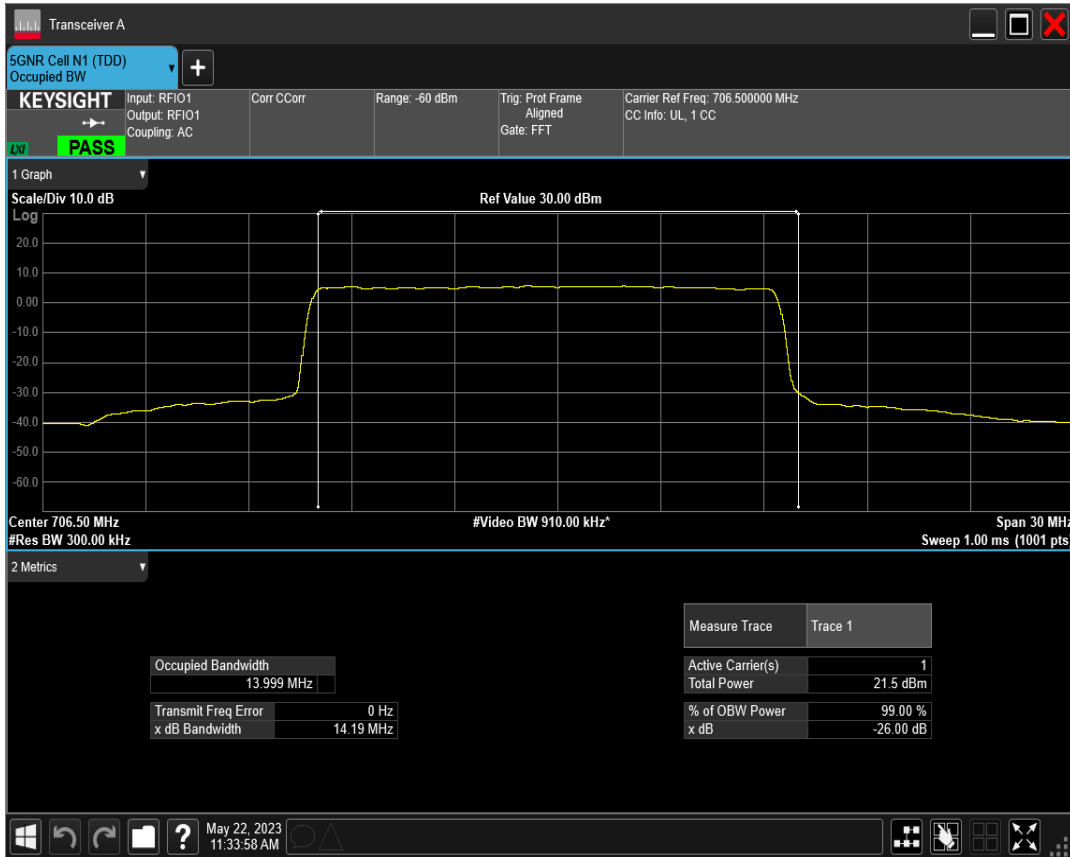 Transceiver A
5GNR Cell N1 (TDD)
Occupied BW
+
KEYSIGHT
LXI
PASS
Input: RFIO1
Output: RFIO1
Coupling: AC
Corr CCorr
Range: -60 dBm
Trig: Prot Frame
Aligned
Gate: FFT
Carrier Ref Freq: 706.500000 MHz
CC Info: UL, 1 CC
1 Graph
Scale/Div 10.0 dB
Ref Value 30.00 dBm
Log
20.0
10.0
0.00
-10.0
-20.0
-30.0
-40.0
-50.0
-60.0
Center 706.50 MHz
#Video BW 910.00 kHz*
Span 30 MHz
#Res BW 300.00 kHz
Sweep 1.00 ms (1001 pts)
2 Metrics
Measure Trace Trace 1
Occupied Bandwidth
13.999 MHz
Active Carrier(s) 1
Total Power 21.5 dBm
Transmit Freq Error 0 Hz
x dB Bandwidth 14.19 MHz
% of OBW Power 99.00 %
x dB -26.00 dB
?
May 22, 2023
11:33:58 AM